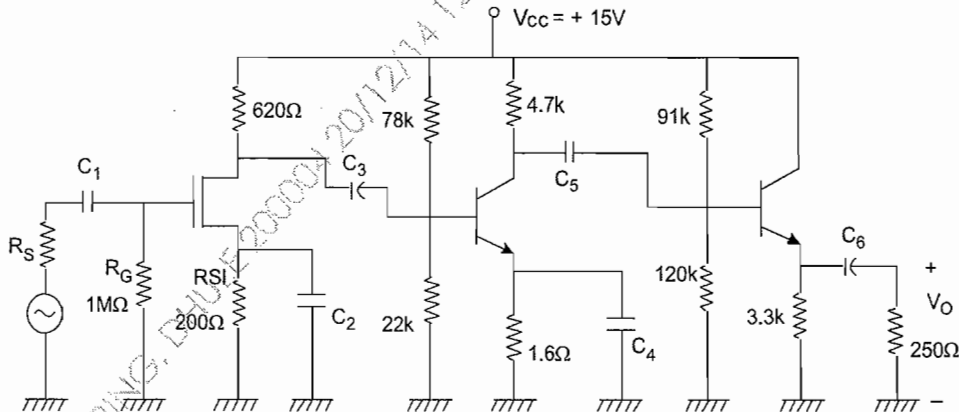 VCC = + 15V
620Ω
78k
4.7k
91k
C1
C3
C5
C6
RS
RG
1MΩ
RSI
200Ω
C2
22k
1.6Ω
C4
120k
3.3k
+
VO
250Ω
−